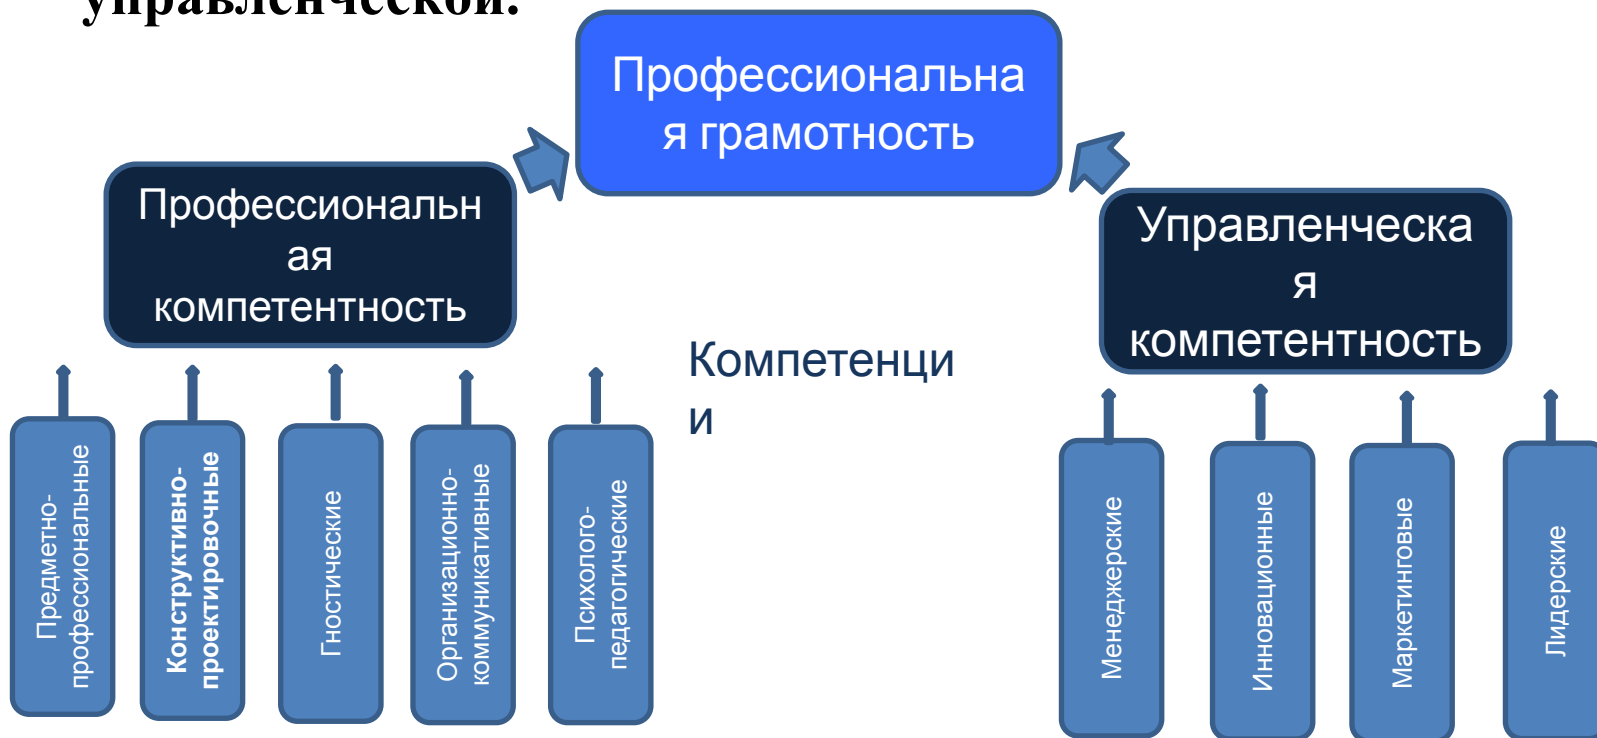 управленческой.
Профессиональна
я грамотность
Профессиональн
ая
компетентность
Управленческа
я
компетентность
Компетенци
и
Предметно-
профессиональные
Конструктивно-
проектировочные
Гностические
Организационно-
коммуникативные
Психолого-
педагогические
Менеджерские
Инновационные
Маркетинговые
Лидерские